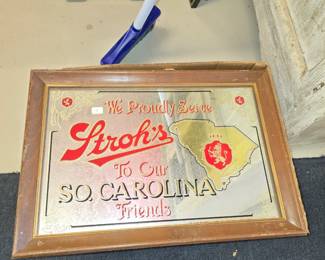 We Proudly Serve
Stroh's
To Our
SO. CAROLINA
Friends